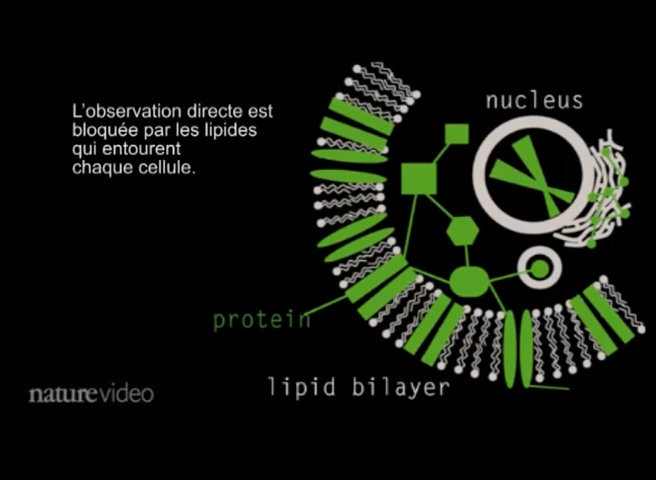 L'observation directe est
bloquée par les lipides
qui entourent
chaque cellule.
nucleus
protein
lipid bilayer
naturevideo